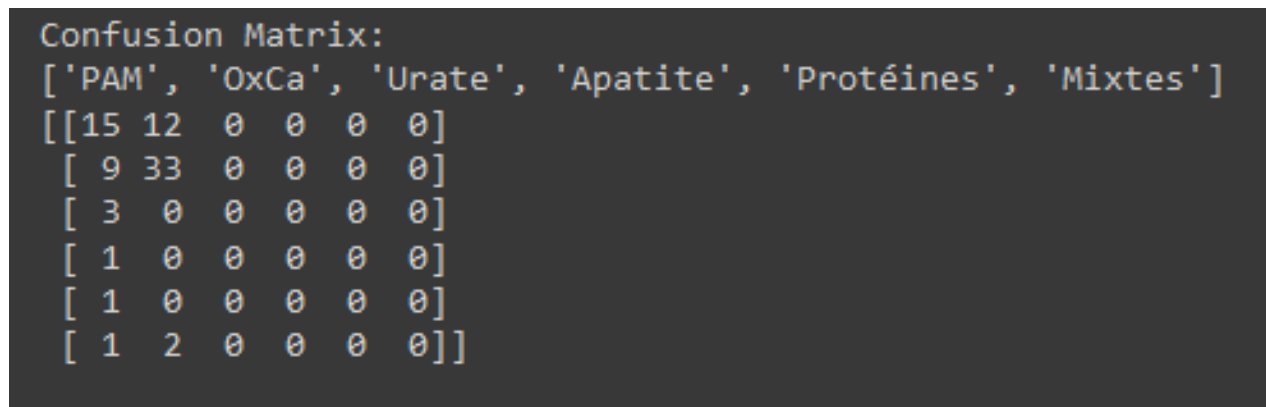 Confusion Matrix:
['PAM', 'OxCa', 'Urate', 'Apatite', 'Protéines', 'Mixtes']
[[15 12  0  0  0  0]
 [ 9 33  0  0  0  0]
 [ 3  0  0  0  0  0]
 [ 1  0  0  0  0  0]
 [ 1  0  0  0  0  0]
 [ 1  2  0  0  0  0]]